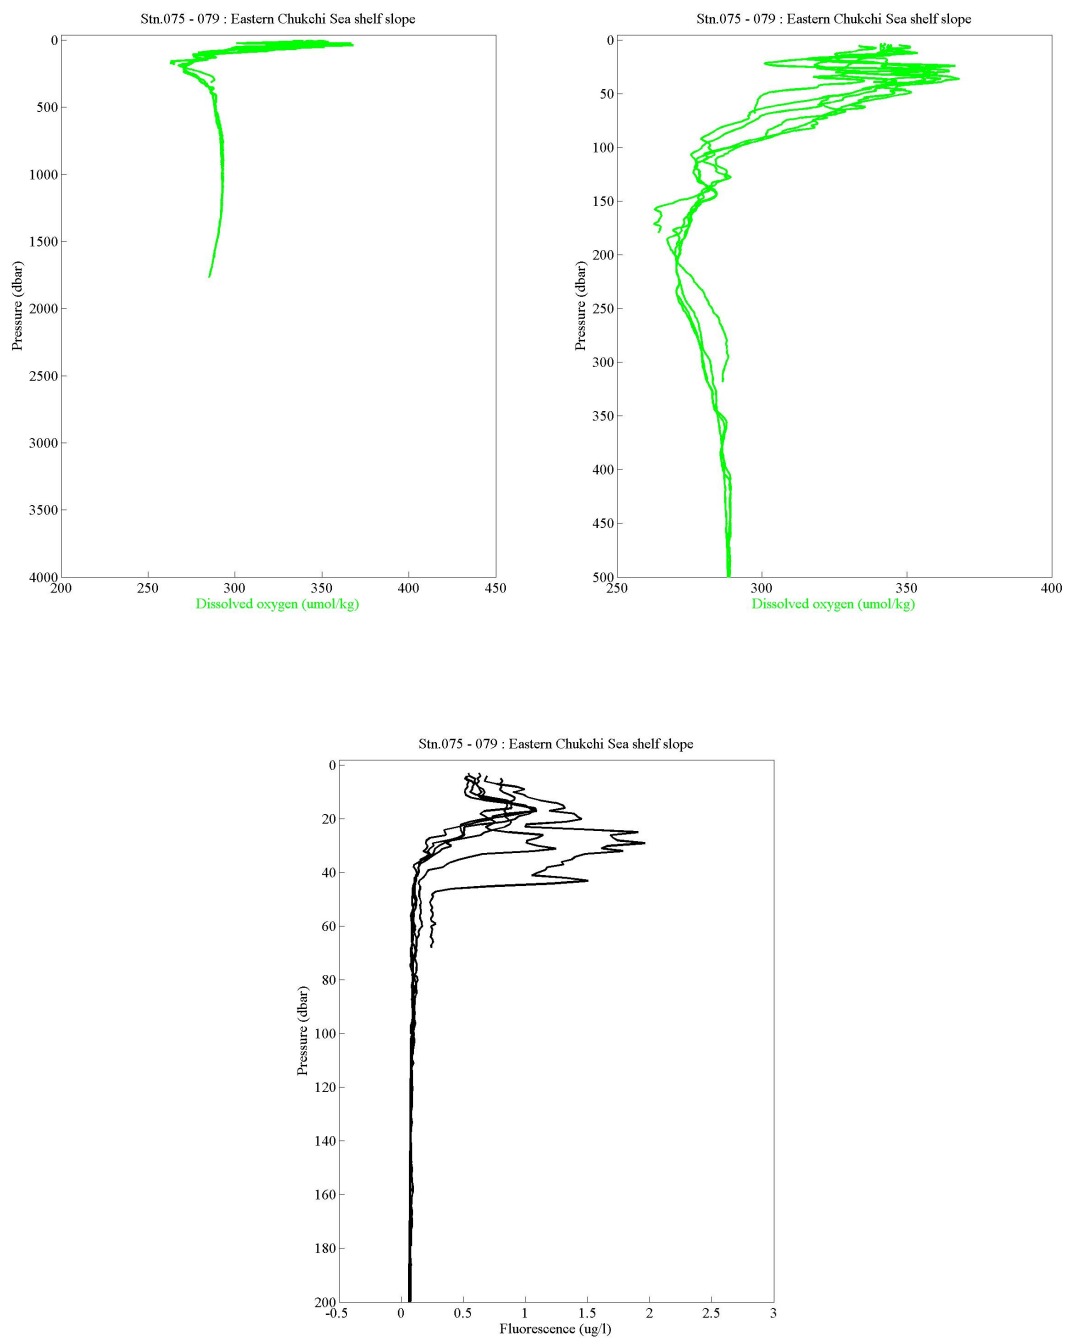 Stn.075 - 079 : Eastern Chukchi Sea shelf slope
0
500
1000
1500
2000
2500
3000
3500
4000
Pressure (dbar)
200 250 300 350 400 450
Dissolved oxygen (umol/kg)
Stn.075 - 079 : Eastern Chukchi Sea shelf slope
0
50
100
150
200
250
300
350
400
450
500
Pressure (dbar)
250 300 350 400
Dissolved oxygen (umol/kg)
Stn.075 - 079 : Eastern Chukchi Sea shelf slope
0
20
40
60
80
100
120
140
160
180
200
Pressure (dbar)
-0.5 0 0.5 1 1.5 2 2.5 3
Fluorescence (ug/l)